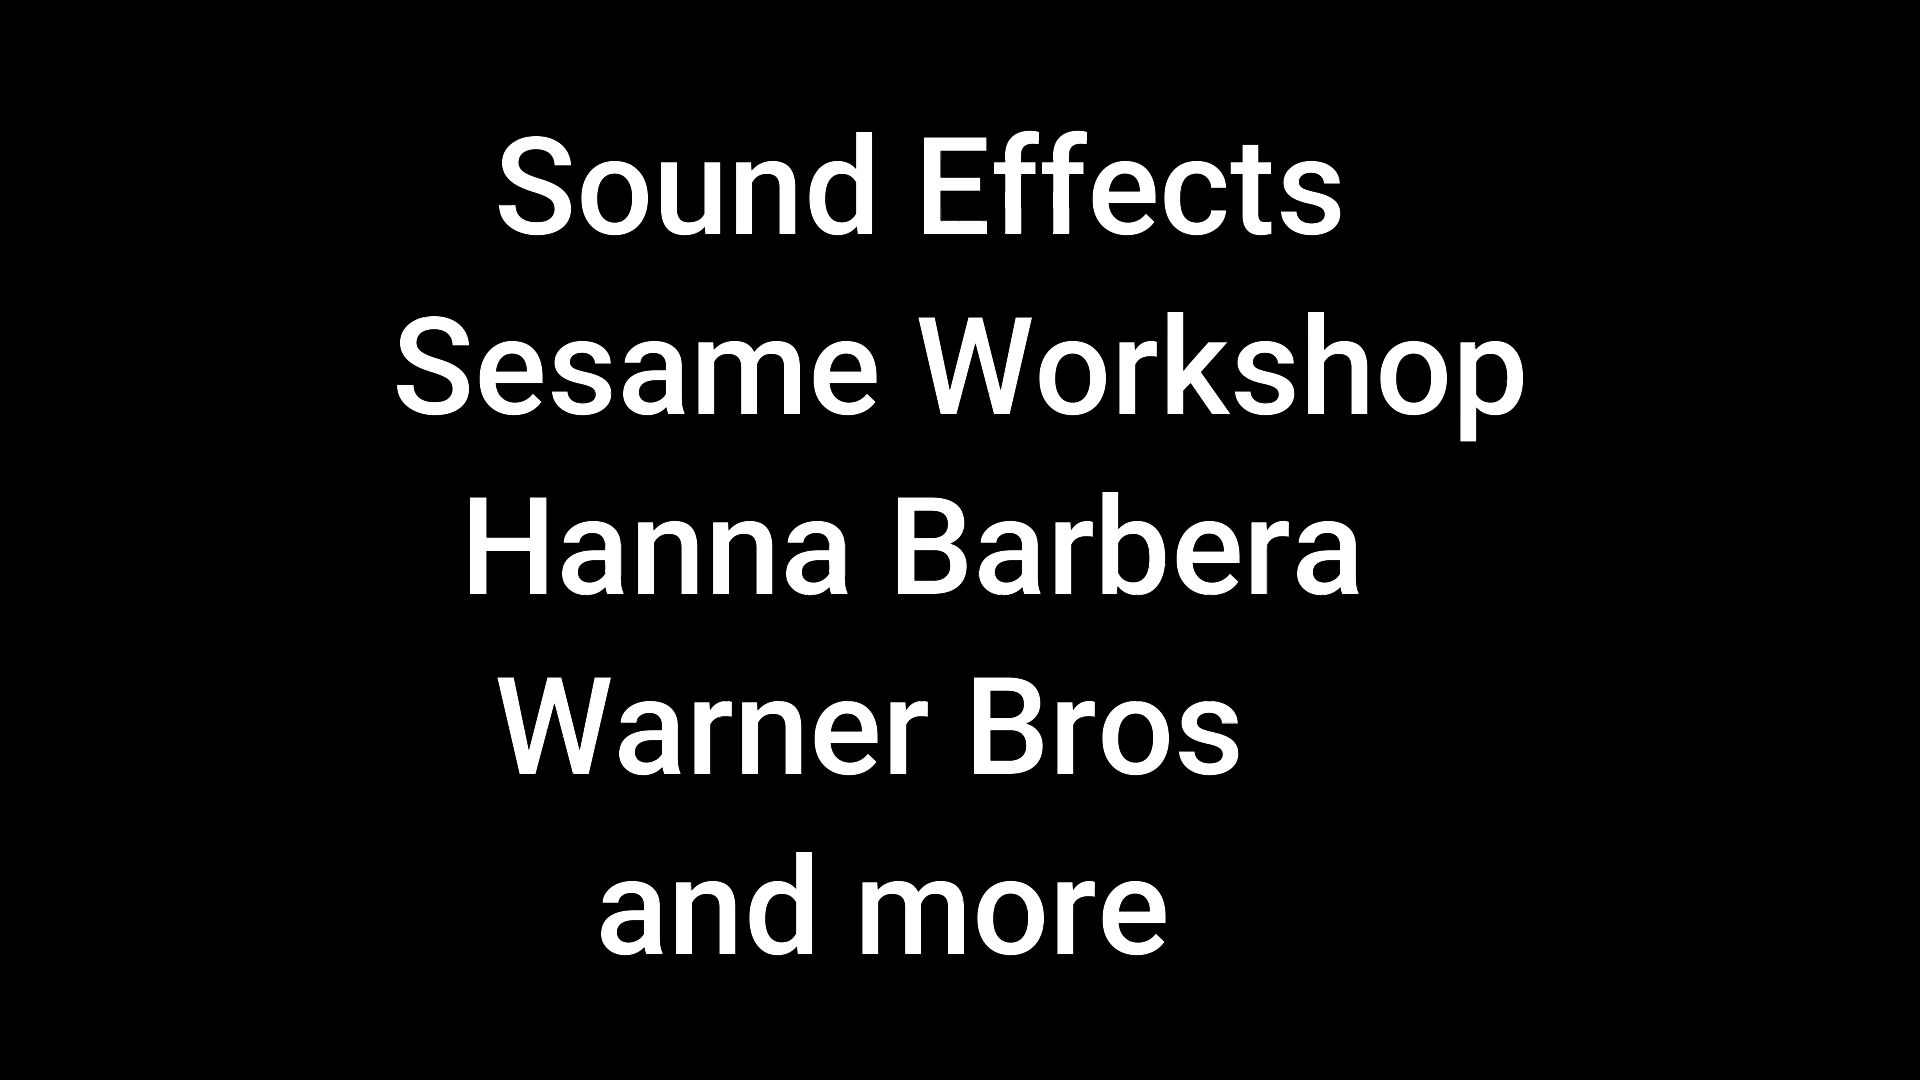 Sound Effects
Sesame Workshop
Hanna Barbera
Warner Bros
and more